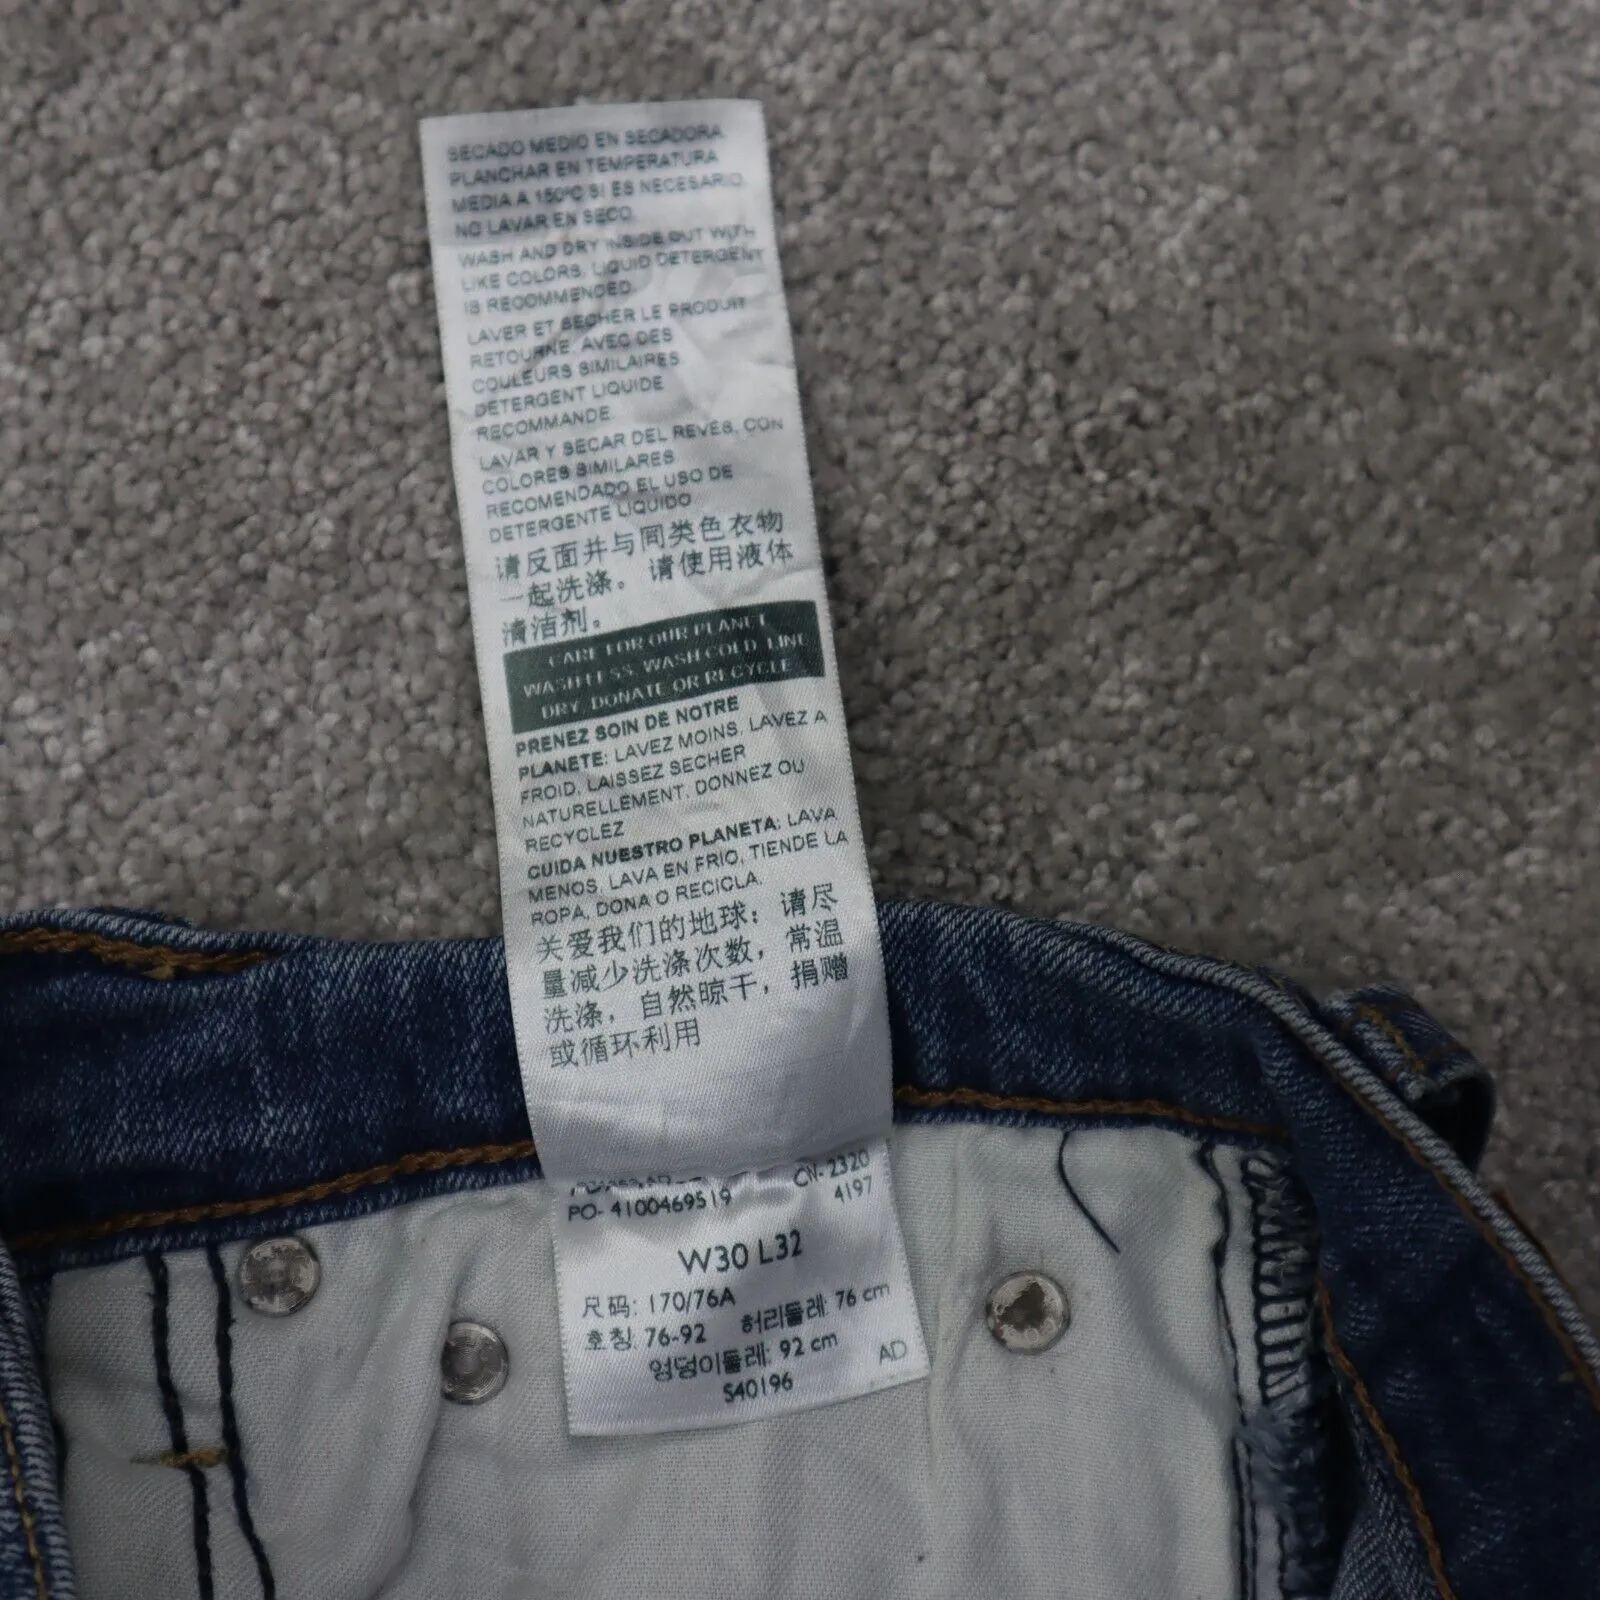 SECADO MEDIO EN SECADORA
PLANCHAR EN TEMPERATURA
MEDIA A 150ºC SI ES NECESARIO.
NO LAVAR EN SECO.
WASH AND DRY INSIDE OUT WITH
LIKE COLORS, LIQUID DETERGENT
IS RECOMMENDED.
LAVER ET SECHER LE PRODUIT
RETOURNE, AVEC DES
COULEURS SIMILAIRES
DETERGENT LIQUIDE
RECOMMANDE
LAVAR Y SECAR DEL REVES, CON
COLORES SIMILARES
RECOMENDADO EL USO DE
DETERGENTE LIQUIDO
请反面并与同类色衣物
一起洗涤。请使用液体
清洁剂。
CARE FOR OUR PLANET
WASH LESS, WASH COLD, LINE
DRY, DONATE OR RECYCLE
PRENEZ SOIN DE NOTRE
PLANETE: LAVEZ MOINS, LAVEZ A
FROID, LAISSEZ SECHER
NATURELLEMENT, DONNEZ OU
RECYCLEZ
CUIDA NUESTRO PLANETA: LAVA
MENOS, LAVA EN FRIO, TIENDE LA
ROPA, DONA O RECICLA.
关爱我们的地球：请尽
量减少洗涤次数，常温
洗涤，自然晾干，捐赠
或循环利用
CN-2320
PO- 4100469519 4197
W30 L32
尺码: 170/76A
호칭: 76-92 허리둘레: 76 cm
엉덩이둘레: 92 cm AD
S40196